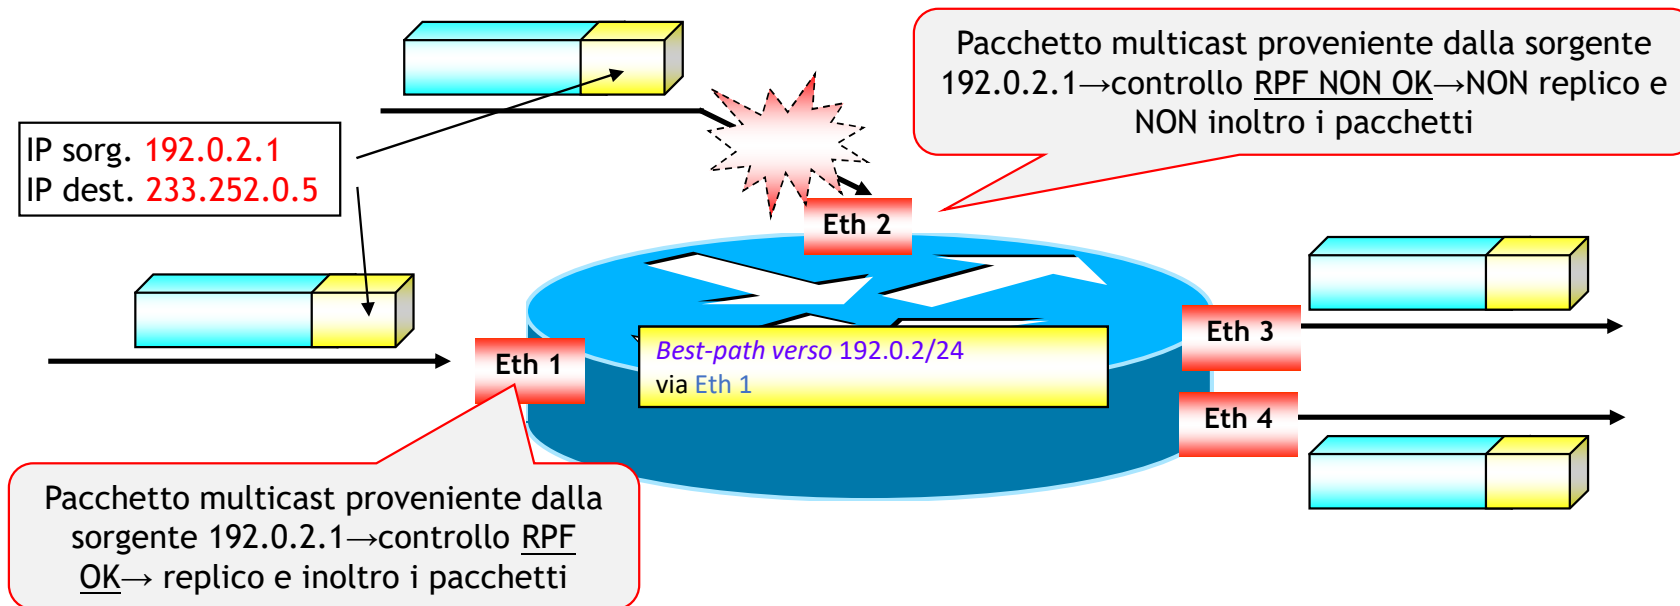 Pacchetto multicast proveniente dalla sorgente
192.0.2.1→controllo RPF NON OK→NON replico e
NON inoltro i pacchetti
IP sorg. 192.0.2.1
IP dest. 233.252.0.5
Eth 2
Eth 3
Eth 1
Best-path verso 192.0.2/24
via Eth 1
Eth 4
Pacchetto multicast proveniente dalla
sorgente 192.0.2.1→controllo RPF
OK→ replico e inoltro i pacchetti